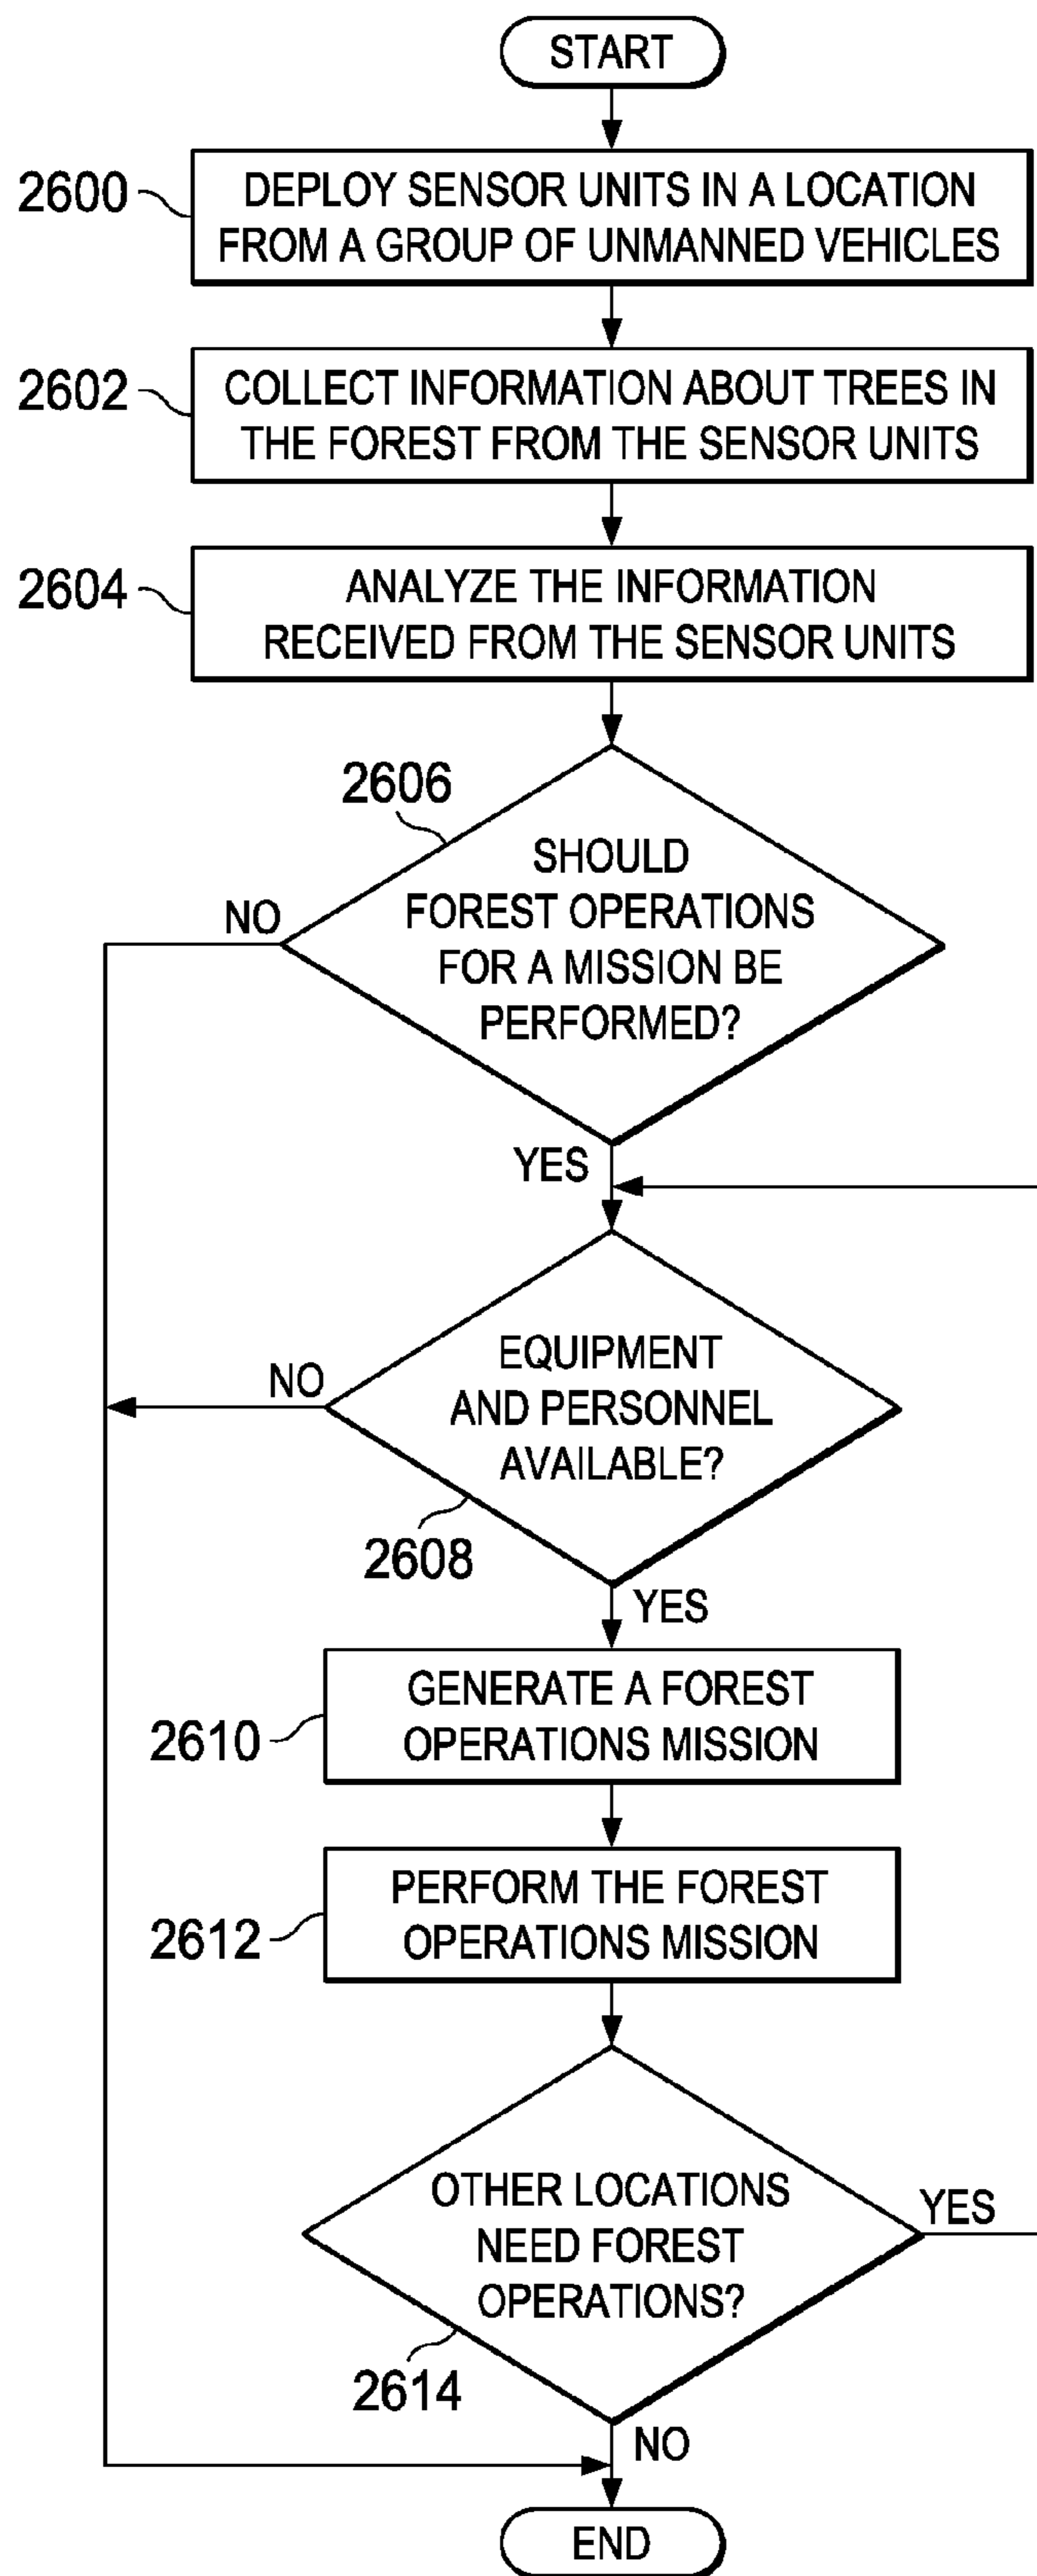 START
2600
DEPLOY SENSOR UNITS IN A LOCATION
FROM A GROUP OF UNMANNED VEHICLES
2602
COLLECT INFORMATION ABOUT TREES IN
THE FOREST FROM THE SENSOR UNITS
2604
ANALYZE THE INFORMATION
RECEIVED FROM THE SENSOR UNITS
2606
SHOULD
FOREST OPERATIONS
FOR A MISSION BE
PERFORMED?
NO
YES
EQUIPMENT
AND PERSONNEL
AVAILABLE?
NO
2608
YES
GENERATE A FOREST
OPERATIONS MISSION
2610
PERFORM THE FOREST
OPERATIONS MISSION
2612
OTHER LOCATIONS
NEED FOREST
OPERATIONS?
YES
2614
NO
END